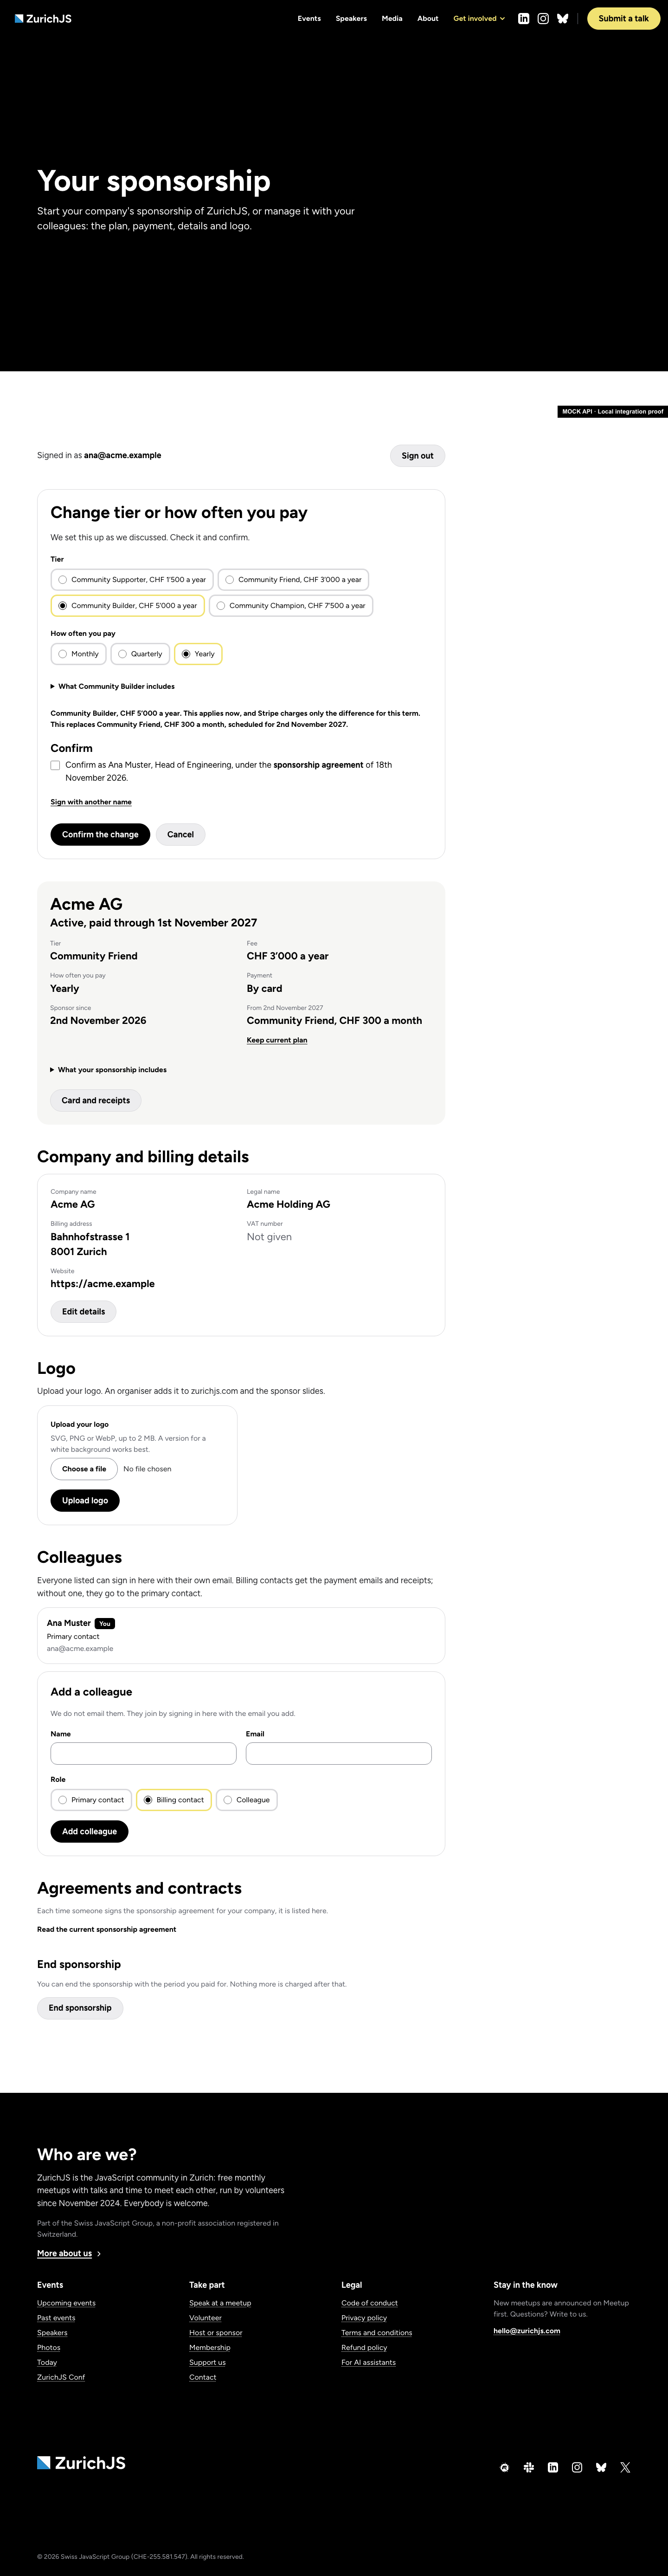 ZurichJS
Events
Speakers
Media
About
Get involved
Submit a talk
Your sponsorship
Start your company's sponsorship of ZurichJS, or manage it with your
colleagues: the plan, payment, details and logo.
MOCK API · Local integration proof
Signed in as ana@acme.example
Sign out
Change tier or how often you pay
We set this up as we discussed. Check it and confirm.
Tier
Community Supporter, CHF 1'500 a year
Community Friend, CHF 3'000 a year
Community Builder, CHF 5'000 a year
Community Champion, CHF 7'500 a year
How often you pay
Monthly
Quarterly
Yearly
What Community Builder includes
Community Builder, CHF 5'000 a year. This applies now, and Stripe charges only the difference for this term.
This replaces Community Friend, CHF 300 a month, scheduled for 2nd November 2027.
Confirm
Confirm as Ana Muster, Head of Engineering, under the sponsorship agreement of 18th
November 2026.
Sign with another name
Confirm the change
Cancel
Acme AG
Active, paid through 1st November 2027
Tier
Community Friend
Fee
CHF 3'000 a year
How often you pay
Yearly
Payment
By card
Sponsor since
2nd November 2026
From 2nd November 2027
Community Friend, CHF 300 a month
Keep current plan
What your sponsorship includes
Card and receipts
Company and billing details
Company name
Acme AG
Legal name
Acme Holding AG
Billing address
Bahnhofstrasse 1
8001 Zurich
VAT number
Not given
Website
https://acme.example
Edit details
Logo
Upload your logo. An organiser adds it to zurichjs.com and the sponsor slides.
Upload your logo
SVG, PNG or WebP, up to 2 MB. A version for a
white background works best.
Choose a file
No file chosen
Upload logo
Colleagues
Everyone listed can sign in here with their own email. Billing contacts get the payment emails and receipts;
without one, they go to the primary contact.
Ana Muster You
Primary contact
ana@acme.example
Add a colleague
We do not email them. They join by signing in here with the email you add.
Name
Email
Role
Primary contact
Billing contact
Colleague
Add colleague
Agreements and contracts
Each time someone signs the sponsorship agreement for your company, it is listed here.
Read the current sponsorship agreement
End sponsorship
You can end the sponsorship with the period you paid for. Nothing more is charged after that.
End sponsorship
Who are we?
ZurichJS is the JavaScript community in Zurich: free monthly
meetups with talks and time to meet each other, run by volunteers
since November 2024. Everybody is welcome.
Part of the Swiss JavaScript Group, a non-profit association registered in
Switzerland.
More about us
Events
Upcoming events
Past events
Speakers
Photos
Today
ZurichJS Conf
Take part
Speak at a meetup
Volunteer
Host or sponsor
Membership
Support us
Contact
Legal
Code of conduct
Privacy policy
Terms and conditions
Refund policy
For AI assistants
Stay in the know
New meetups are announced on Meetup
first. Questions? Write to us.
hello@zurichjs.com
ZurichJS
© 2026 Swiss JavaScript Group (CHE-255.581.547). All rights reserved.